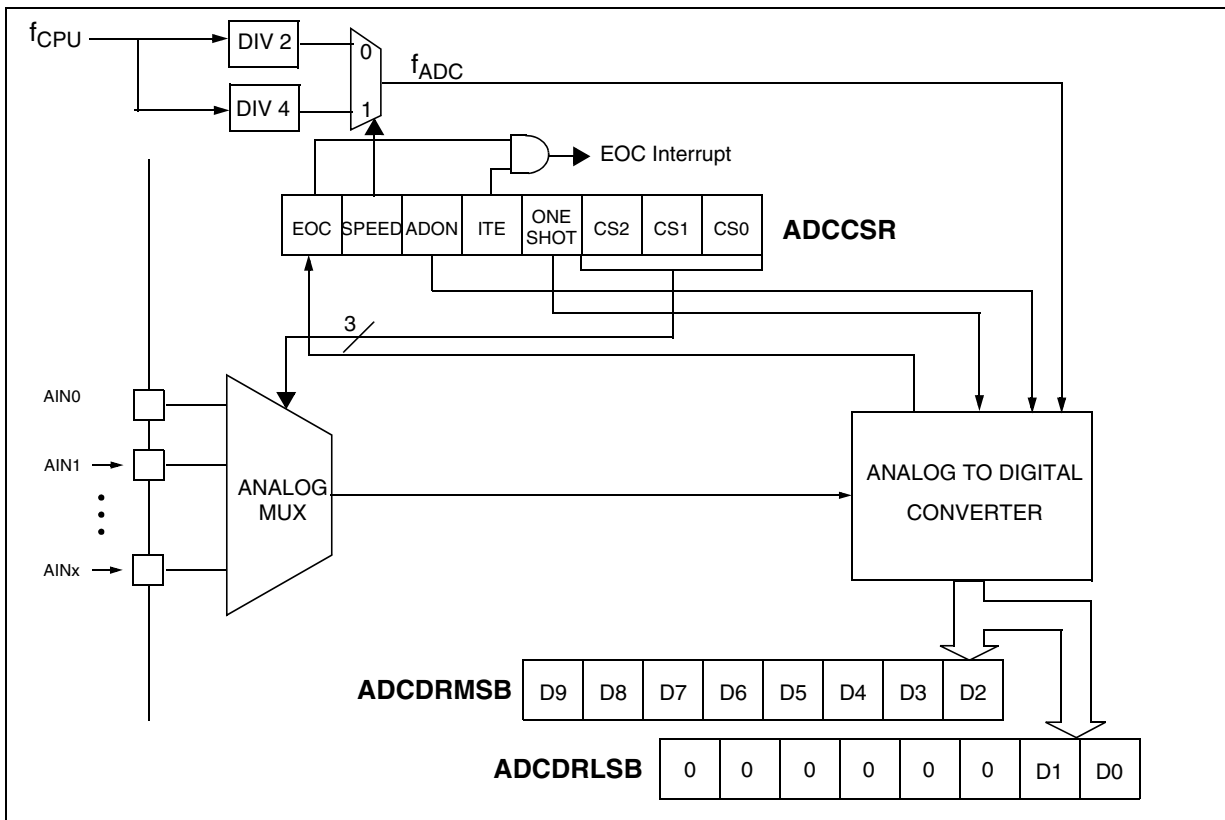 fCPU
DIV 2
0
fADC
DIV 4
1
EOC Interrupt
EOC SPEED ADON ITE ONE SHOT CS2 CS1 CS0 ADCCSR
3
AIN0
AIN1
ANALOG
MUX
ANALOG TO DIGITAL
CONVERTER
AINx
ADCDRMSB D9 D8 D7 D6 D5 D4 D3 D2
ADCDRLSB 0 0 0 0 0 0 D1 D0